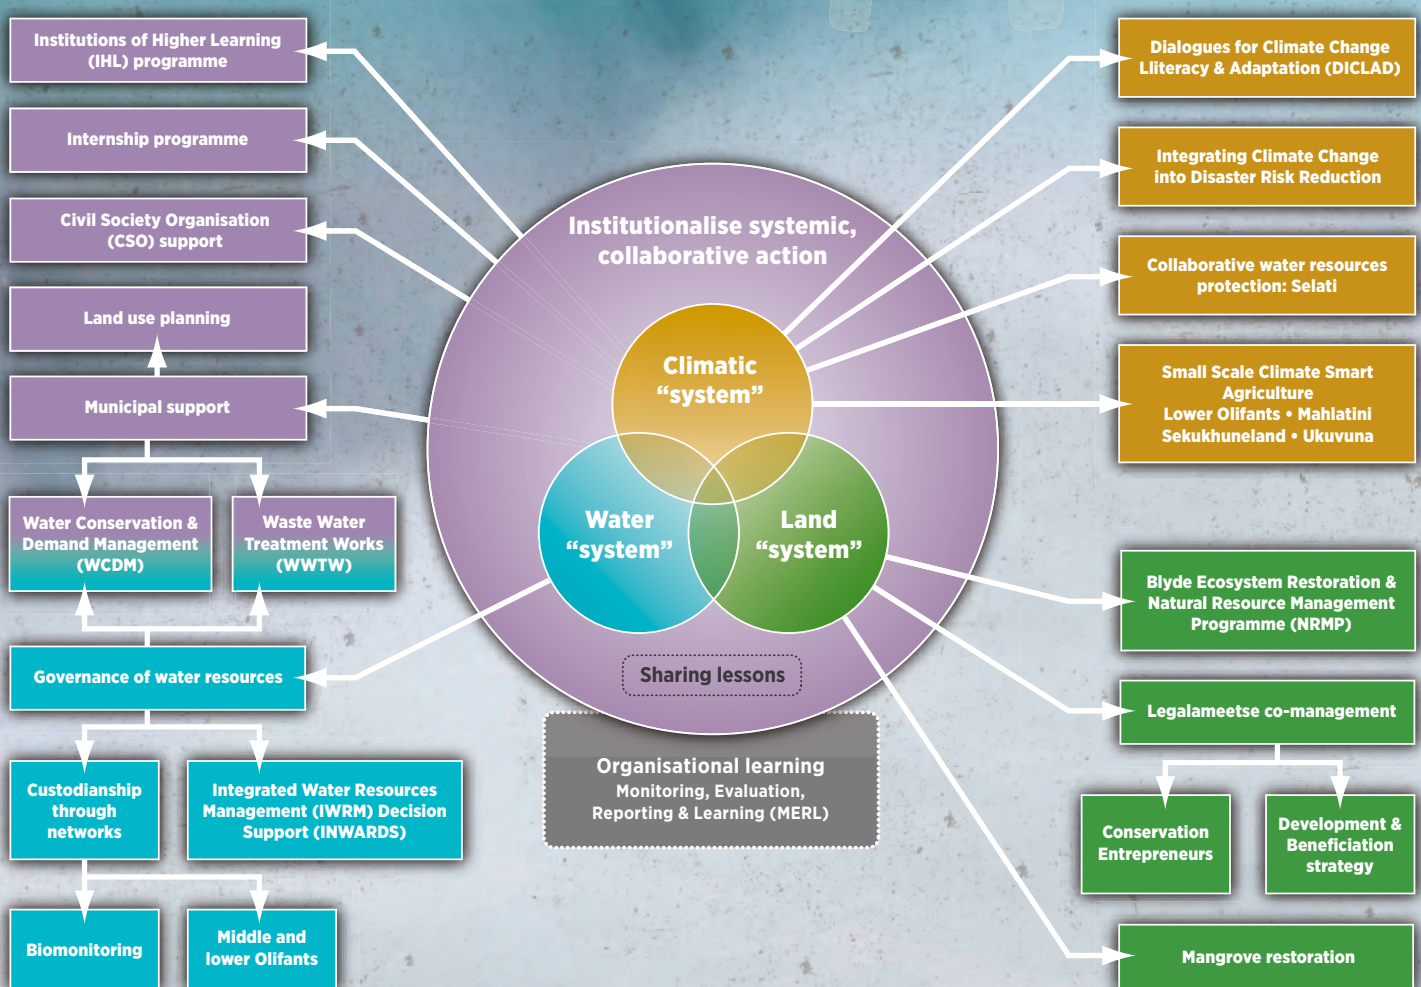 Institutions of Higher Learning
(IHL) programme
Internship programme
Civil Society Organisation
(CSO) support
Land use planning
Municipal support
Water Conservation &
Demand Management
(WCDM)
Waste Water
Treatment Works
(WWTW)
Governance of water resources
Custodianship
through
networks
Integrated Water Resources
Management (IWRM) Decision
Support (INWARDS)
Biomonitoring
Middle and
lower Olifants
Institutionalise systemic,
collaborative action
Climatic
“system”
Water
“system”
Land
“system”
Sharing lessons
Organisational learning
Monitoring, Evaluation,
Reporting & Learning (MERL)
Dialogues for Climate Change
Lliteracy & Adaptation (DICLAD)
Integrating Climate Change
into Disaster Risk Reduction
Collaborative water resources
protection: Selati
Small Scale Climate Smart
Agriculture
Lower Olifants • Mahlatini
Sekukhuneland • Ukuvuna
Blyde Ecosystem Restoration &
Natural Resource Management
Programme (NRMP)
Legalameetse co-management
Conservation
Entrepreneurs
Development &
Beneficiation
strategy
Mangrove restoration